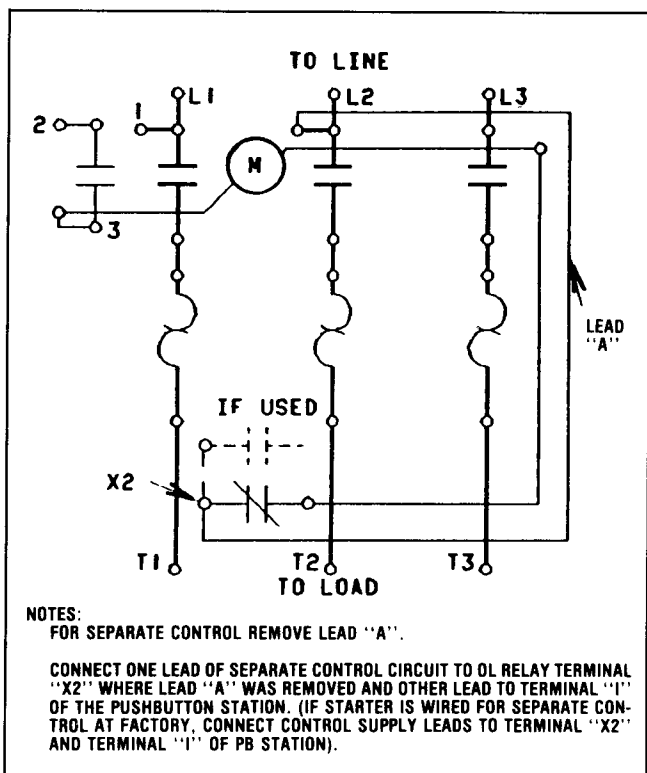 TO LINE
L1
L2
L3
1
2
M
3
LEAD
"A"
IF USED
X2
T1
T2
T3
TO LOAD
NOTES:
FOR SEPARATE CONTROL REMOVE LEAD "A".
CONNECT ONE LEAD OF SEPARATE CONTROL CIRCUIT TO OL RELAY TERMINAL
"X2" WHERE LEAD "A" WAS REMOVED AND OTHER LEAD TO TERMINAL "I"
OF THE PUSHBUTTON STATION. (IF STARTER IS WIRED FOR SEPARATE CON-
TROL AT FACTORY, CONNECT CONTROL SUPPLY LEADS TO TERMINAL "X2"
AND TERMINAL "I" OF PB STATION).